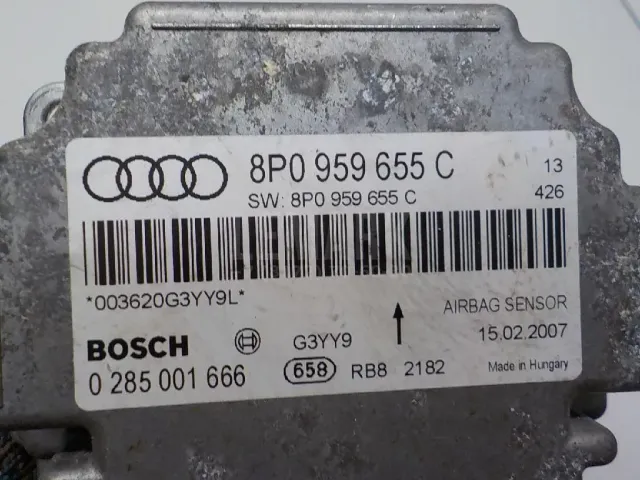 8P0 959 655 C
13
SW: 8P0 959 655 C
426
*003620G3YY9L*
AIRBAG SENSOR
BOSCH
G3YY9
15.02.2007
0 285 001 666
658
RB8 2182
Made in Hungary